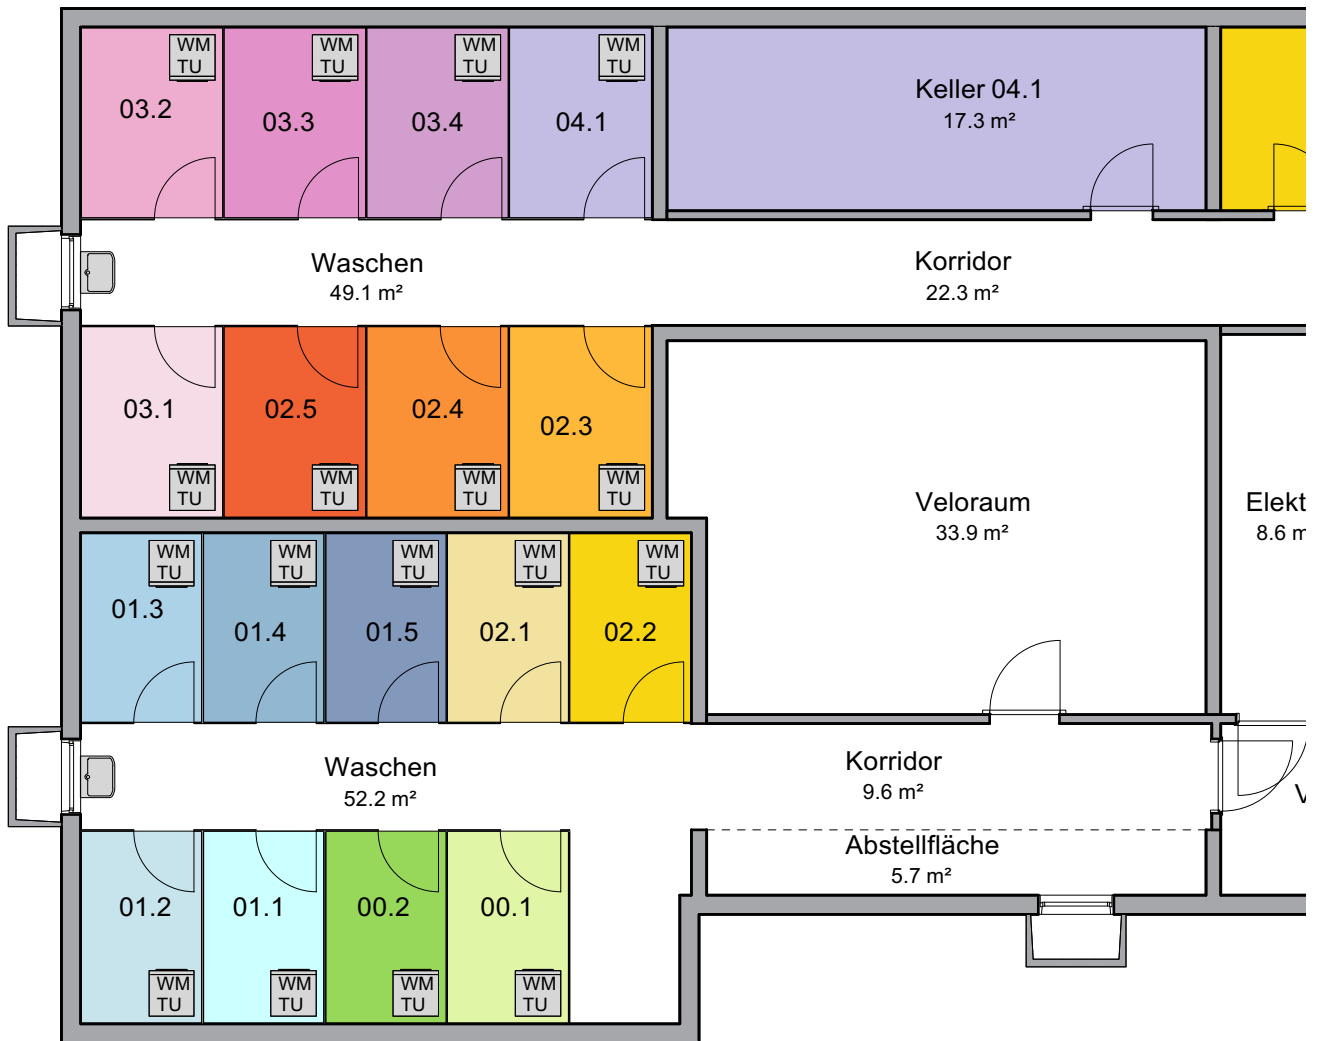 WM WM WM WM
TU TU TU TU
03.2 03.3 03.4 04.1
Keller 04.1
17.3 m²
Waschen
49.1 m²
Korridor
22.3 m²
03.1 02.5 02.4 02.3
WM WM WM WM
TU TU TU TU
Veloraum
33.9 m²
Elekt
8.6 m
WM WM WM WM WM
TU TU TU TU TU
01.3 01.4 01.5 02.1 02.2
Waschen
52.2 m²
Korridor
9.6 m²
V
Abstellfläche
5.7 m²
01.2 01.1 00.2 00.1
WM WM WM WM
TU TU TU TU